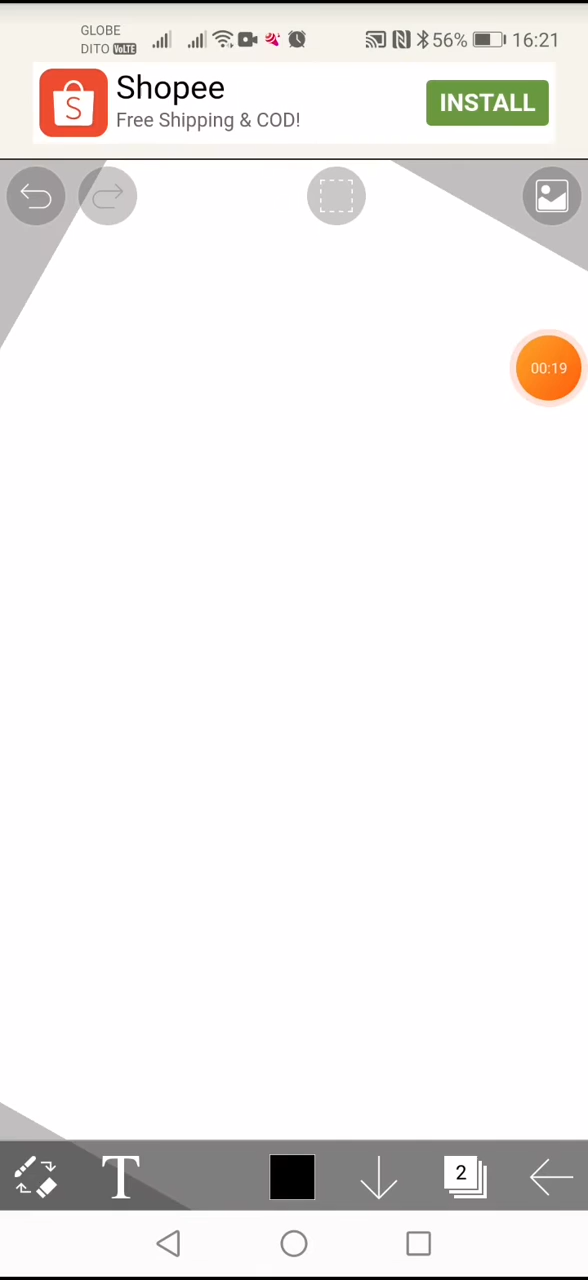 GLOBE
DITO VoLTE
56% 16:21
S
Shopee
Free Shipping & COD!
INSTALL
00:19
T
2